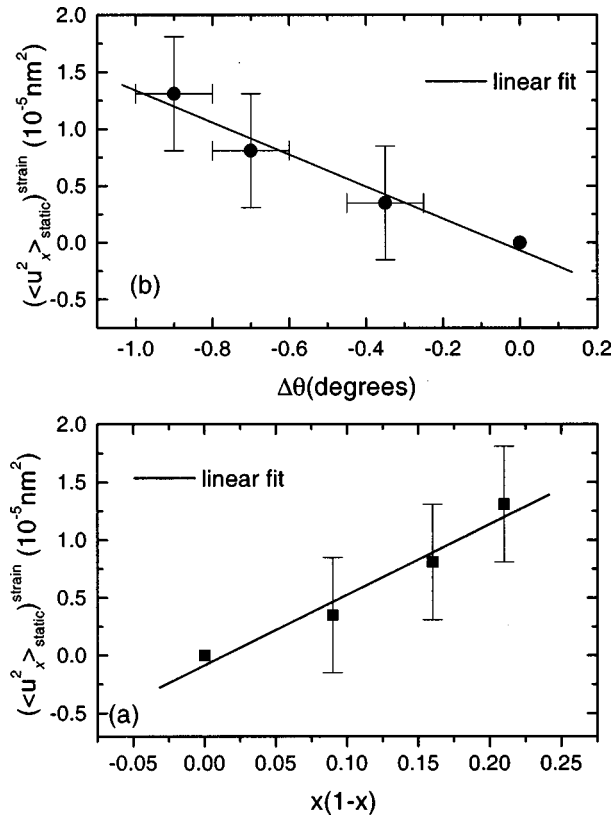 2.0
1.5
1.0
0.5
0.0
-0.5
(<u²ₓ>static)^strain (10⁻⁵nm²)
linear fit
(b)
-1.0 -0.8 -0.6 -0.4 -0.2 0.0 0.2
Δθ(degrees)
2.0
1.5
1.0
0.5
0.0
-0.5
(<u²ₓ>static)^strain (10⁻⁵nm²)
linear fit
(a)
-0.05 0.00 0.05 0.10 0.15 0.20 0.25
x(1-x)